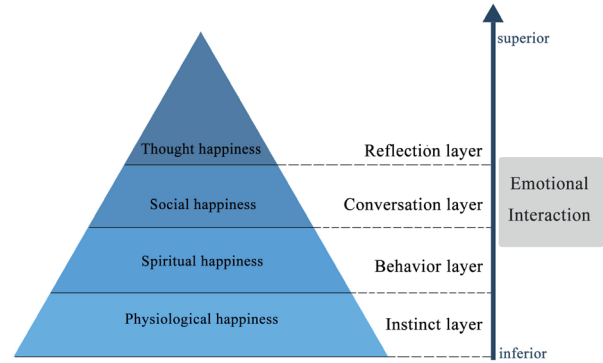 superior
Thought happiness
Reflection layer
Emotional
Interaction
Social happiness
Conversation layer
Spiritual happiness
Behavior layer
Physiological happiness
Instinct layer
inferior